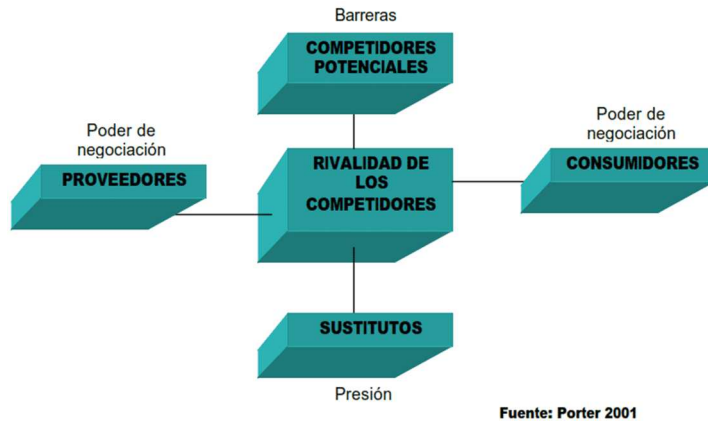 Barreras
COMPETIDORES
POTENCIALES
Poder de
negociación
PROVEEDORES
RIVALIDAD DE
LOS
COMPETIDORES
Poder de
negociación
CONSUMIDORES
SUSTITUTOS
Presión
Fuente: Porter 2001